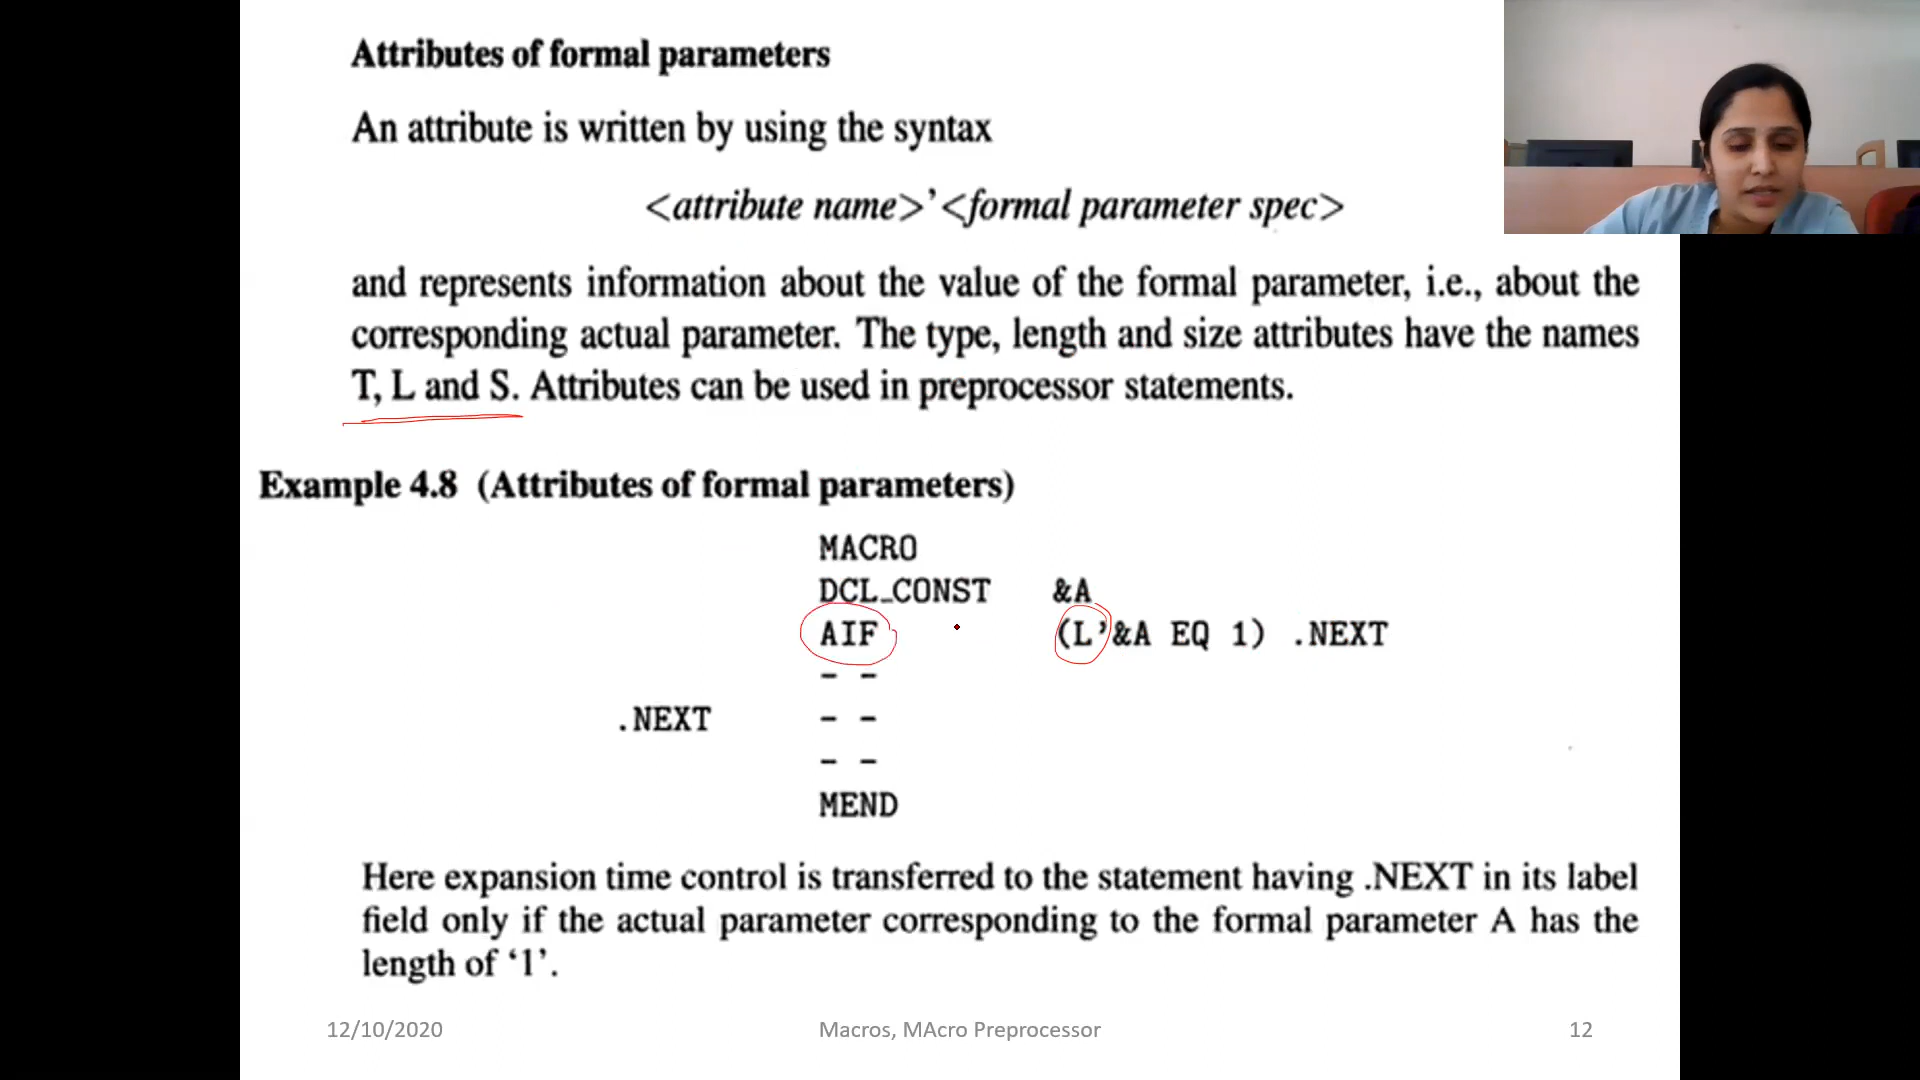 Attributes of formal parameters
An attribute is written by using the syntax
<attribute name>’<formal parameter spec>
and represents information about the value of the formal parameter, i.e., about the
corresponding actual parameter. The type, length and size attributes have the names
T, L and S. Attributes can be used in preprocessor statements.
Example 4.8 (Attributes of formal parameters)
MACRO
DCL_CONST &A
AIF (L’&A EQ 1) .NEXT
- -
.NEXT - -
- -
MEND
Here expansion time control is transferred to the statement having .NEXT in its label
field only if the actual parameter corresponding to the formal parameter A has the
length of ‘1’.
12/10/2020 Macros, MAcro Preprocessor 12